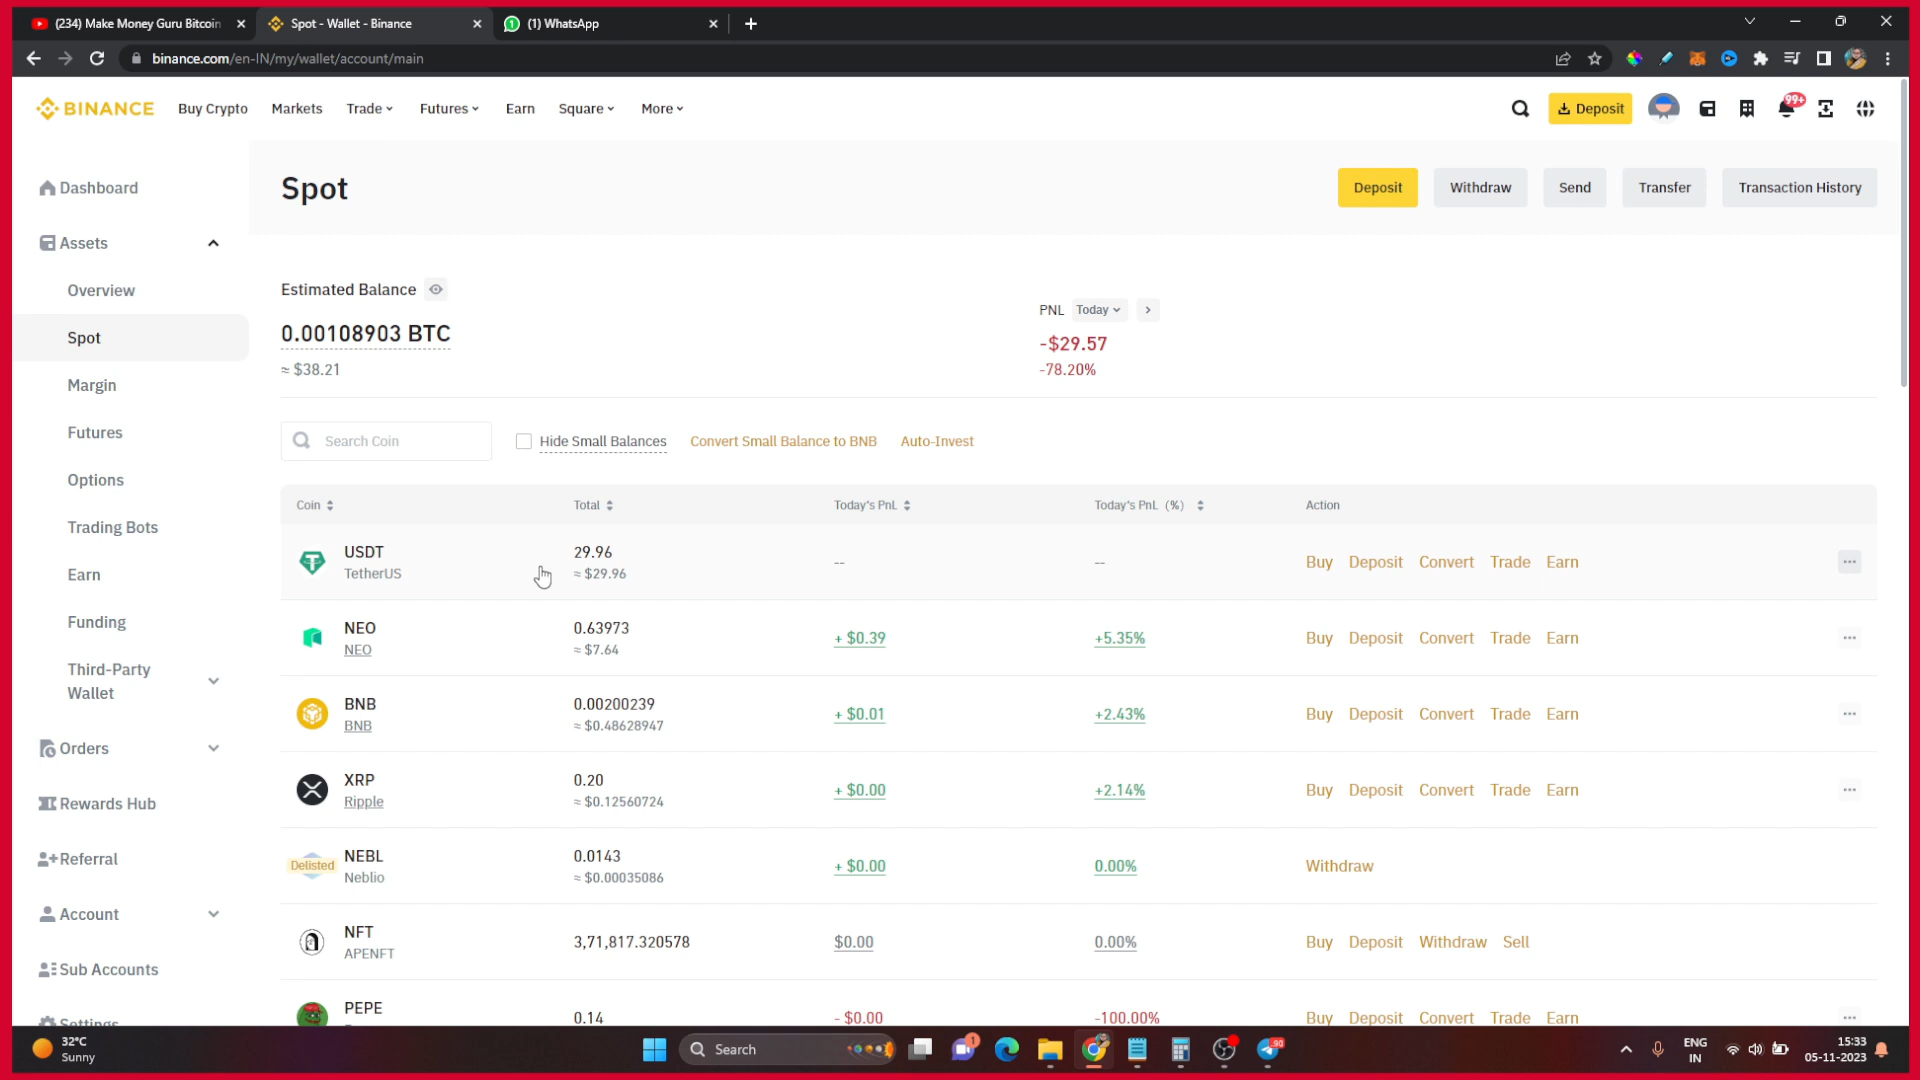 (234) Make Money Guru Bitcoin
Spot - Wallet - Binance
(1) WhatsApp
binance.com/en-IN/my/wallet/account/main
BINANCE
Buy Crypto
Markets
Trade
Futures
Earn
Square
More
Deposit
99+
Dashboard
Assets
Overview
Spot
Margin
Futures
Options
Trading Bots
Earn
Funding
Third-Party
Wallet
Orders
Rewards Hub
Referral
Account
Sub Accounts
Settings
Spot
Deposit
Withdraw
Send
Transfer
Transaction History
Estimated Balance
0.00108903 BTC
≈ $38.21
PNL Today
-$29.57
-78.20%
Search Coin
Hide Small Balances
Convert Small Balance to BNB
Auto-Invest
Coin Total Today's PnL Today's PnL (%) Action
USDT 29.96
TetherUS ≈ $29.96 -- -- Buy Deposit Convert Trade Earn
NEO 0.63973
NEO ≈ $7.64 + $0.39 +5.35% Buy Deposit Convert Trade Earn
BNB 0.00200239
BNB ≈ $0.48628947 + $0.01 +2.43% Buy Deposit Convert Trade Earn
XRP 0.20
Ripple ≈ $0.12560724 + $0.00 +2.14% Buy Deposit Convert Trade Earn
Delisted NEBL 0.0143
Neblio ≈ $0.00035086 + $0.00 0.00% Withdraw
NFT 3,71,817.320578
APENFT $0.00 0.00% Buy Deposit Withdraw Sell
PEPE 0.14 - $0.00 -100.00% Buy Deposit Convert Trade Earn
32°C
Sunny
Search
1
90
ENG
IN
15:33
05-11-2023